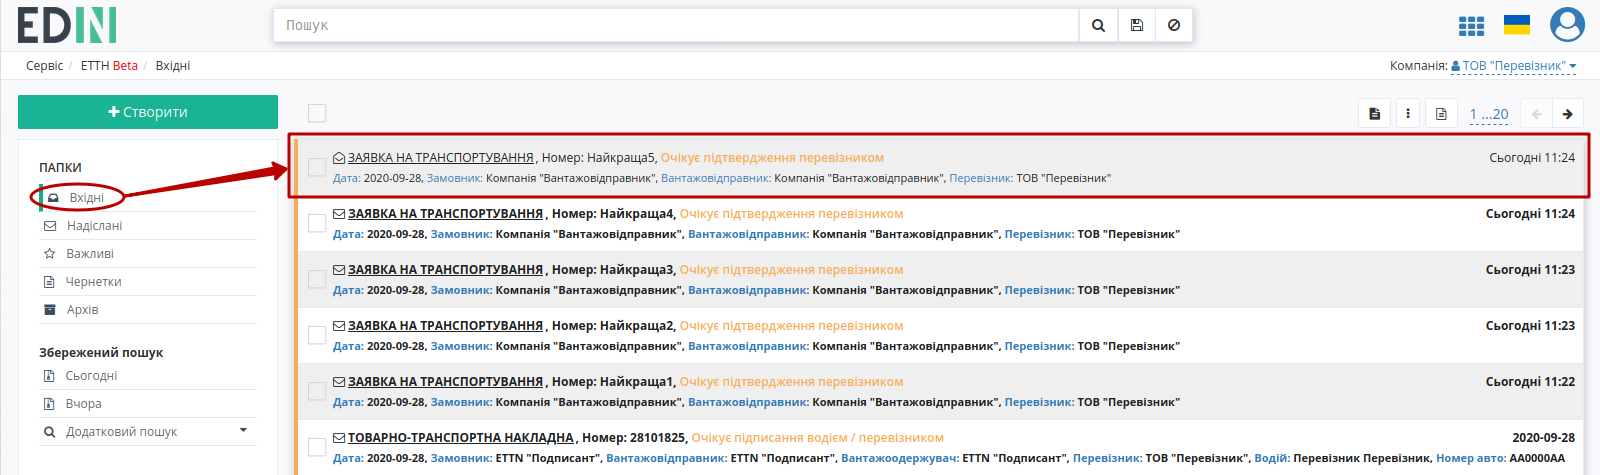 EDIN
Пошук
Сервіс / ЕТТН Beta / Вхідні
Компанія: ТОВ "Перевізник"
Створити
1 ...20
ПАПКИ
Вхідні
Надіслані
Важливі
Чернетки
Архів
Збережений пошук
Сьогодні
Вчора
Додатковий пошук
ЗАЯВКА НА ТРАНСПОРТУВАННЯ , Номер: Найкраща5, Очікує підтвердження перевізником Сьогодні 11:24
Дата: 2020-09-28, Замовник: Компанія "Вантажовідправник", Вантажовідправник: Компанія "Вантажовідправник", Перевізник: ТОВ "Перевізник"
ЗАЯВКА НА ТРАНСПОРТУВАННЯ , Номер: Найкраща4, Очікує підтвердження перевізником Сьогодні 11:24
Дата: 2020-09-28, Замовник: Компанія "Вантажовідправник", Вантажовідправник: Компанія "Вантажовідправник", Перевізник: ТОВ "Перевізник"
ЗАЯВКА НА ТРАНСПОРТУВАННЯ , Номер: Найкраща3, Очікує підтвердження перевізником Сьогодні 11:23
Дата: 2020-09-28, Замовник: Компанія "Вантажовідправник", Вантажовідправник: Компанія "Вантажовідправник", Перевізник: ТОВ "Перевізник"
ЗАЯВКА НА ТРАНСПОРТУВАННЯ , Номер: Найкраща2, Очікує підтвердження перевізником Сьогодні 11:23
Дата: 2020-09-28, Замовник: Компанія "Вантажовідправник", Вантажовідправник: Компанія "Вантажовідправник", Перевізник: ТОВ "Перевізник"
ЗАЯВКА НА ТРАНСПОРТУВАННЯ , Номер: Найкраща1, Очікує підтвердження перевізником Сьогодні 11:22
Дата: 2020-09-28, Замовник: Компанія "Вантажовідправник", Вантажовідправник: Компанія "Вантажовідправник", Перевізник: ТОВ "Перевізник"
ТОВАРНО-ТРАНСПОРТНА НАКЛАДНА , Номер: 28101825, Очікує підписання водієм / перевізником 2020-09-28
Дата: 2020-09-28, Замовник: ETTN "Подписант", Вантажовідправник: ETTN "Подписант", Вантажоодержувач: ETTN "Подписант", Перевізник: ТОВ "Перевізник", Водій: Перевізник Перевізник, Номер авто: АА0000АА